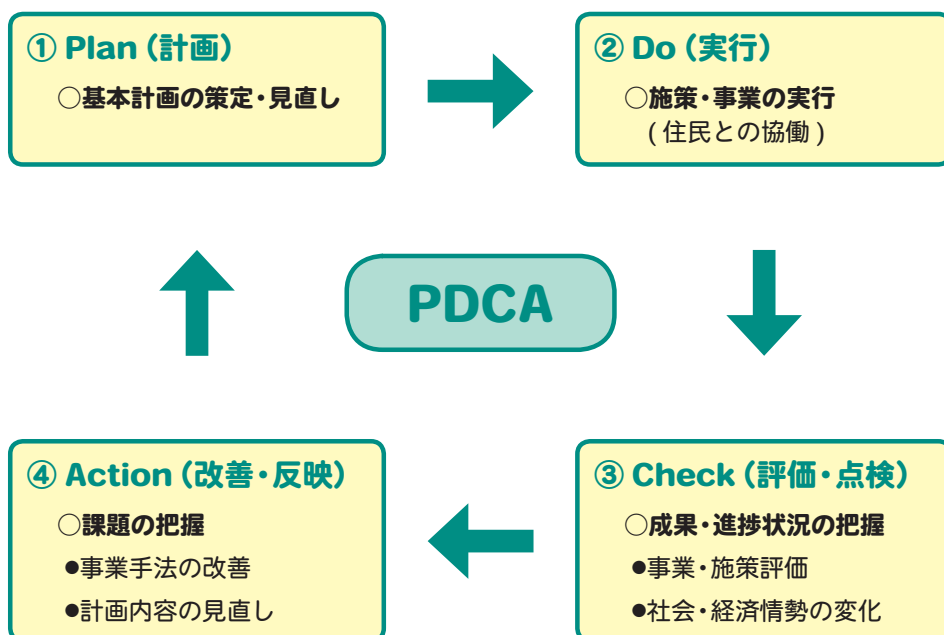 ① Plan（計画）
○基本計画の策定・見直し
② Do（実行）
○施策・事業の実行
(住民との協働)
PDCA
③ Check（評価・点検）
○成果・進捗状況の把握
●事業・施策評価
●社会・経済情勢の変化
④ Action（改善・反映）
○課題の把握
●事業手法の改善
●計画内容の見直し